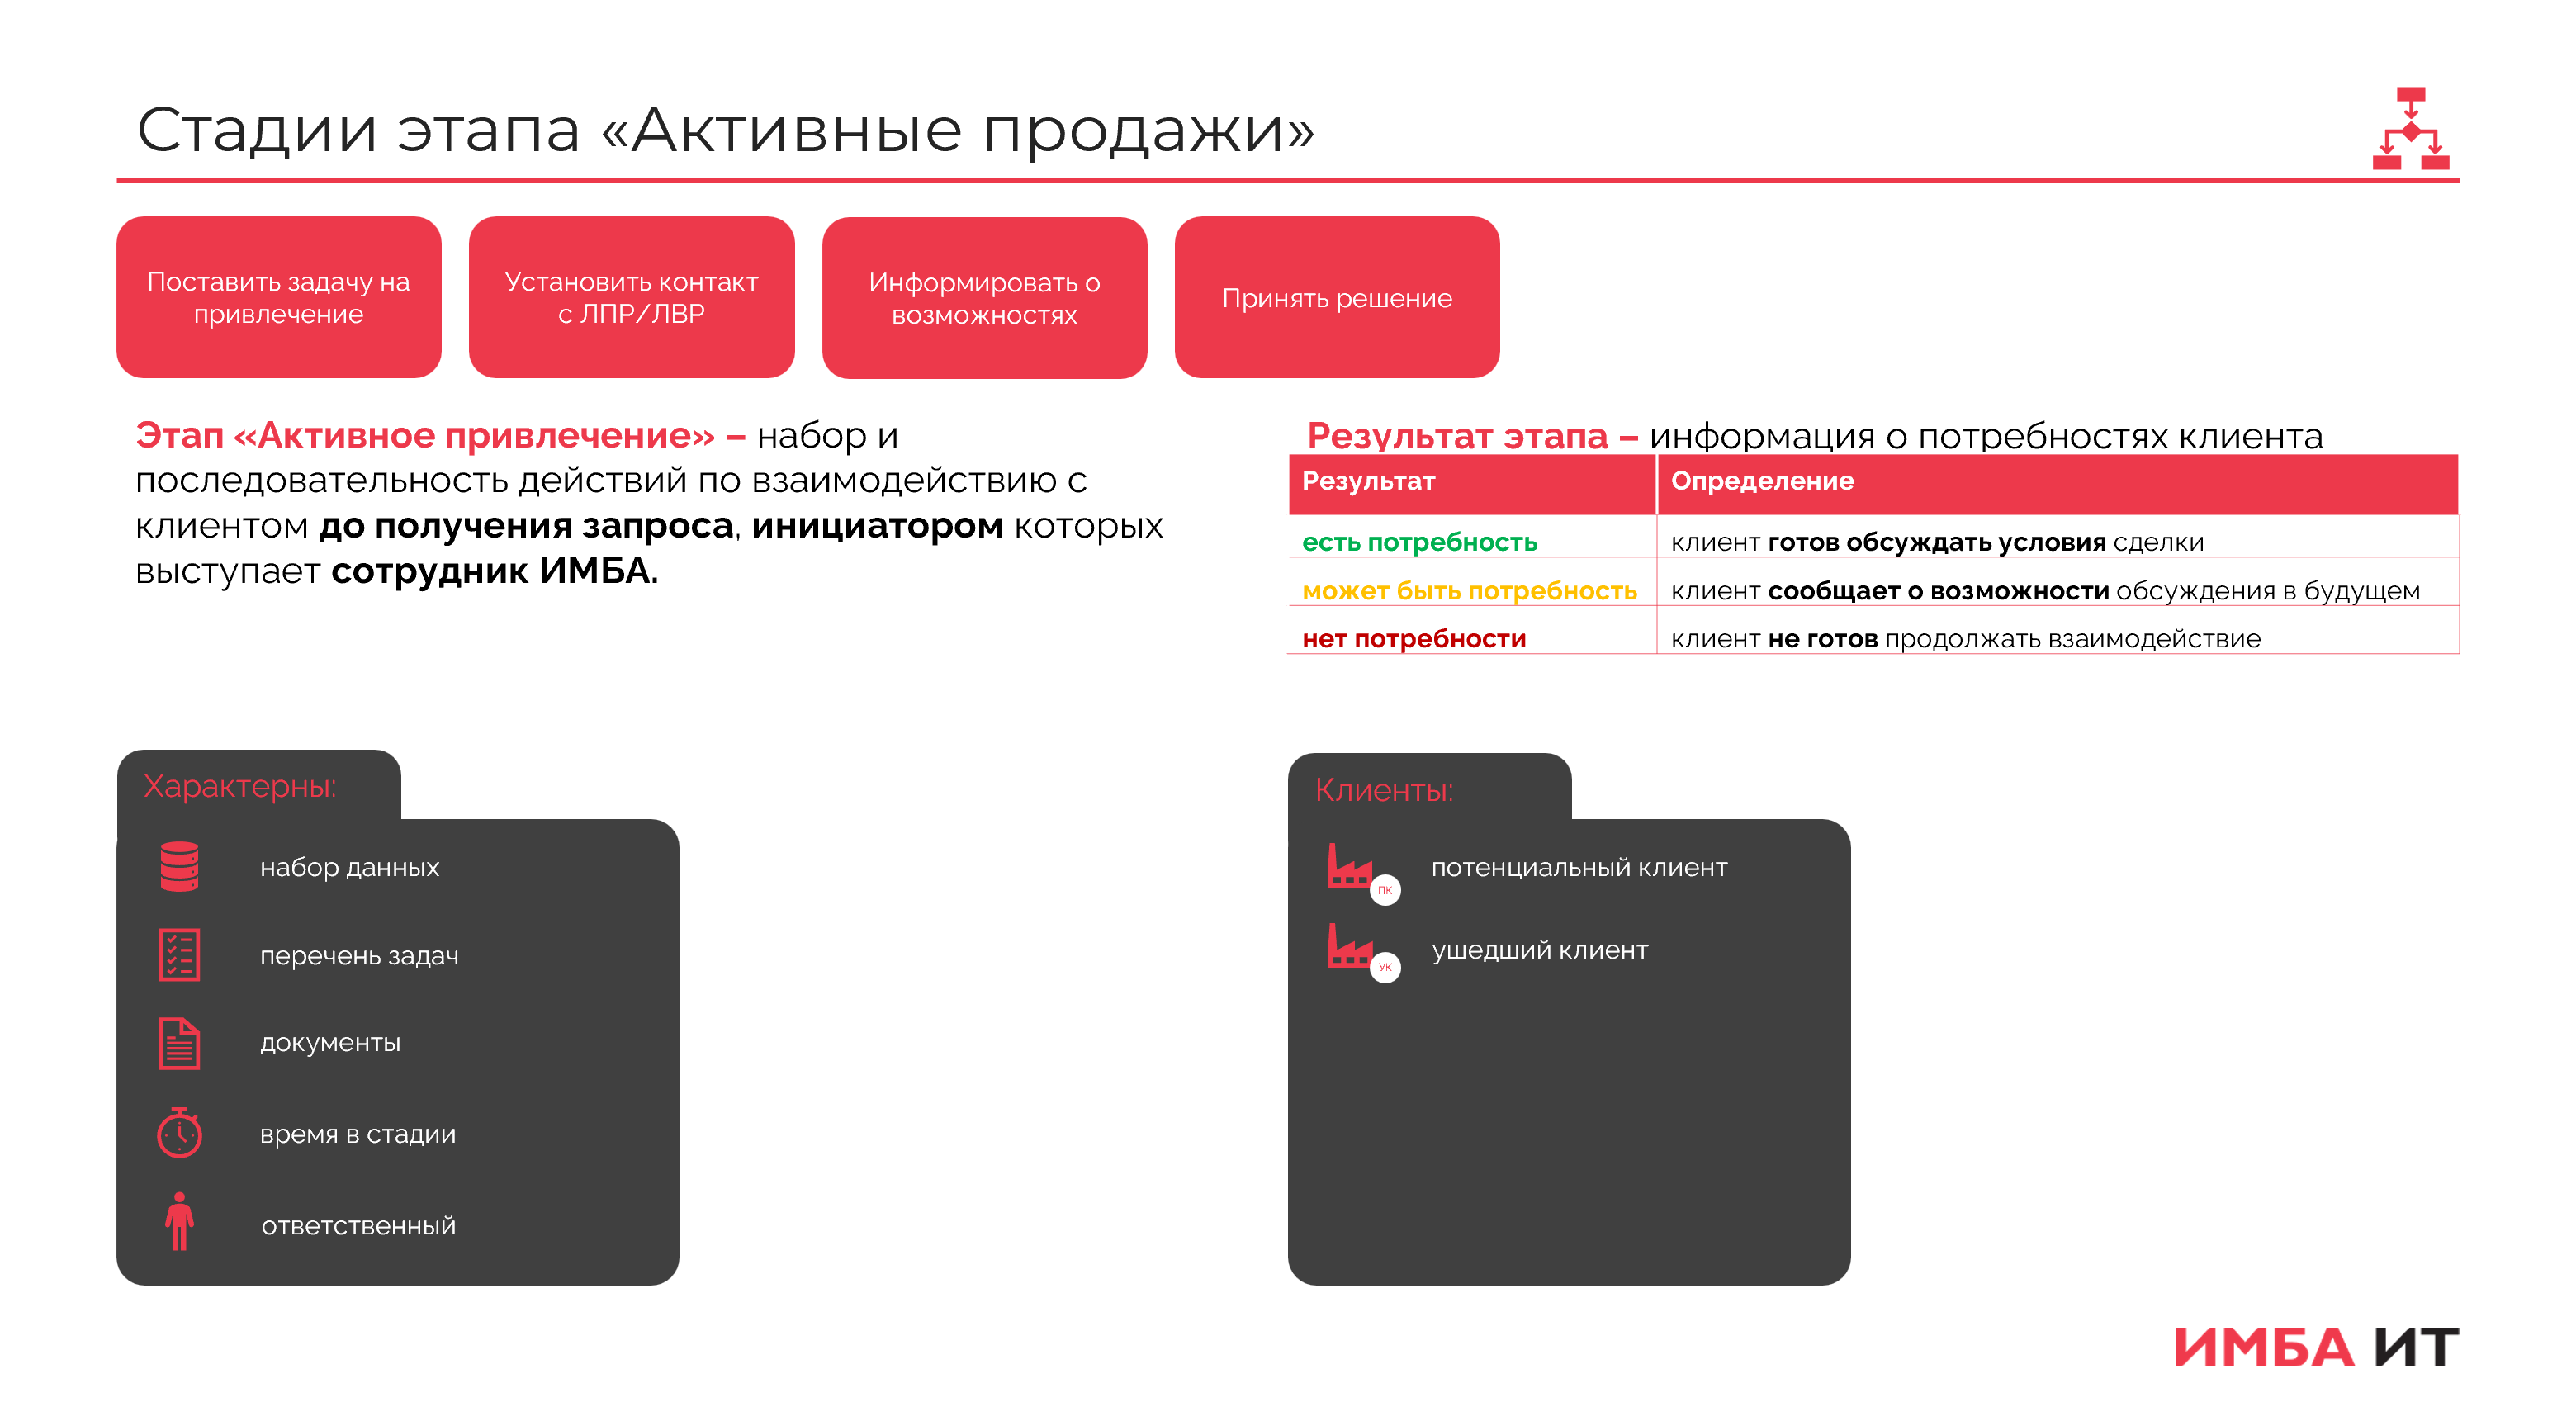 Стадии этапа «Активные продажи»
Поставить задачу на
привлечение
Установить контакт
с ЛПР/ЛВР
Информировать о
возможностях
Принять решение
Этап «Активное привлечение» – набор и
последовательность действий по взаимодействию с
клиентом до получения запроса, инициатором которых
выступает сотрудник ИМБА.
Результат этапа – информация о потребностях клиента
Результат Определение
есть потребность клиент готов обсуждать условия сделки
может быть потребность клиент сообщает о возможности обсуждения в будущем
нет потребности клиент не готов продолжать взаимодействие
Характерны:
набор данных
перечень задач
документы
время в стадии
ответственный
Клиенты:
ПК потенциальный клиент
УК ушедший клиент
ИМБА ИТ